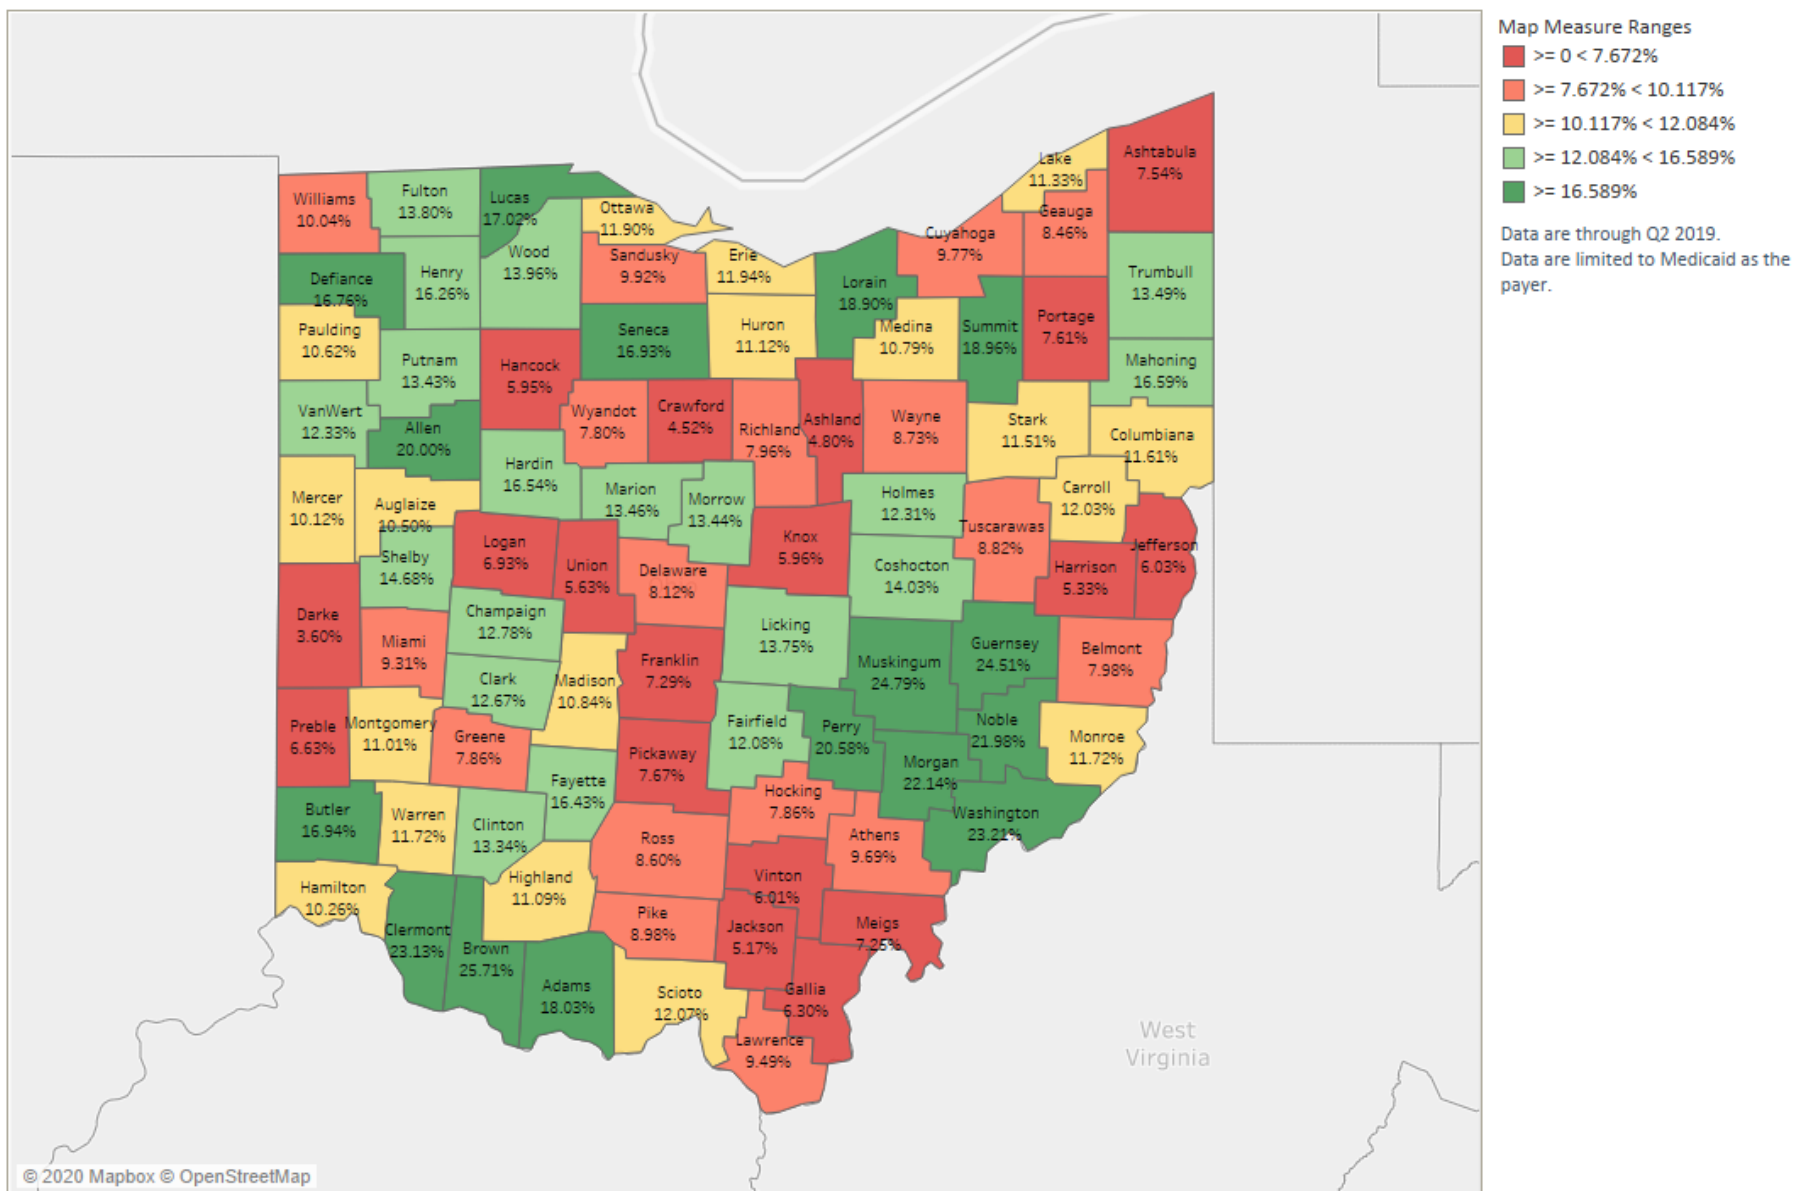 Map Measure Ranges
>= 0 < 7.672%
>= 7.672% < 10.117%
>= 10.117% < 12.084%
>= 12.084% < 16.589%
>= 16.589%
Data are through Q2 2019.
Data are limited to Medicaid as the
payer.
Ashtabula
7.54%
Lake
11.33%
Geauga
8.46%
Cuyahoga
9.77%
Williams
10.04%
Fulton
13.80%
Lucas
17.02%
Ottawa
11.90%
Wood
13.96%
Sandusky
9.92%
Erie
11.94%
Lorain
18.90%
Trumbull
13.49%
Defiance
16.76%
Henry
16.26%
Paulding
10.62%
Seneca
16.93%
Huron
11.12%
Medina
10.79%
Summit
18.96%
Portage
7.61%
Putnam
13.43%
Hancock
5.95%
Mahoning
16.59%
VanWert
12.33%
Allen
20.00%
Wyandot
7.80%
Crawford
4.52%
Richland
7.96%
Ashland
4.80%
Wayne
8.73%
Stark
11.51%
Columbiana
11.61%
Mercer
10.12%
Auglaize
10.50%
Hardin
16.54%
Marion
13.46%
Morrow
13.44%
Holmes
12.31%
Carroll
12.03%
Tuscarawas
8.82%
Shelby
14.68%
Logan
6.93%
Union
5.63%
Delaware
8.12%
Knox
5.96%
Coshocton
14.03%
Harrison
5.33%
Jefferson
6.03%
Darke
3.60%
Miami
9.31%
Champaign
12.78%
Clark
12.67%
Madison
10.84%
Franklin
7.29%
Licking
13.75%
Muskingum
24.79%
Guernsey
24.51%
Belmont
7.98%
Preble
6.63%
Montgomery
11.01%
Greene
7.86%
Fayette
16.43%
Pickaway
7.67%
Fairfield
12.08%
Perry
20.58%
Morgan
22.14%
Noble
21.98%
Monroe
11.72%
Butler
16.94%
Warren
11.72%
Clinton
13.34%
Ross
8.60%
Hocking
7.86%
Athens
9.69%
Washington
23.21%
Hamilton
10.26%
Clermont
23.13%
Brown
25.71%
Highland
11.09%
Adams
18.03%
Pike
8.98%
Scioto
12.07%
Vinton
6.01%
Jackson
5.17%
Meigs
7.25%
Gallia
6.30%
Lawrence
9.49%
West
Virginia
© 2020 Mapbox © OpenStreetMap